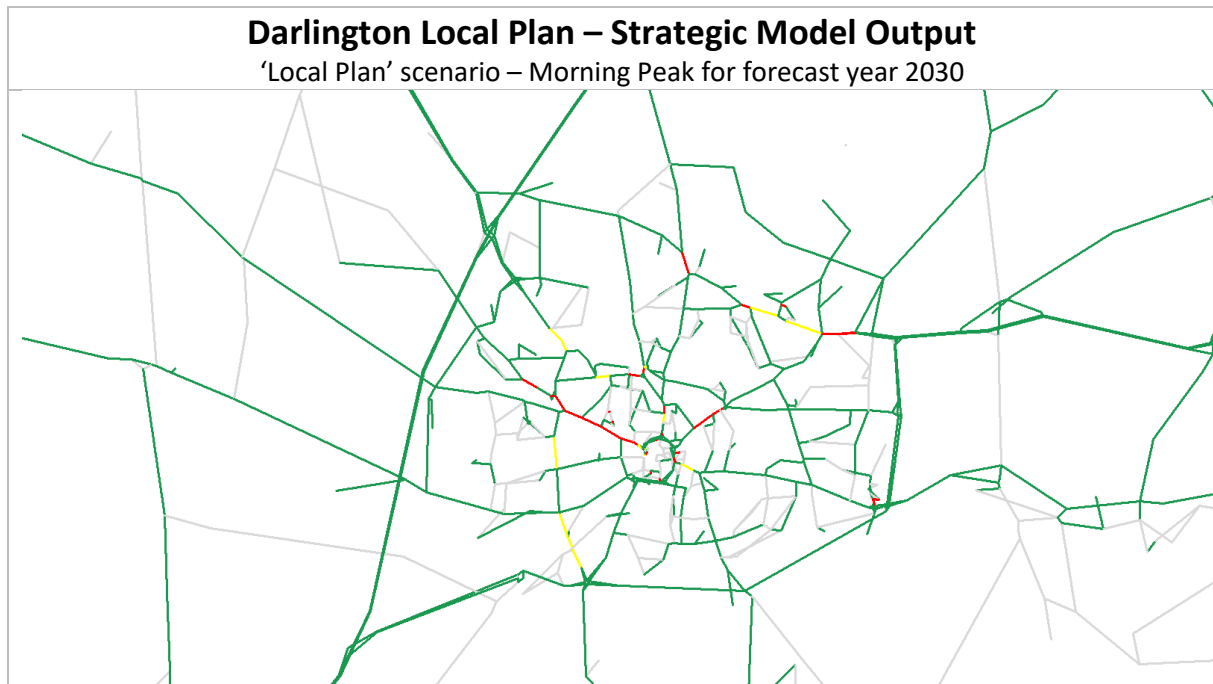 Darlington Local Plan – Strategic Model Output
‘Local Plan’ scenario – Morning Peak for forecast year 2030